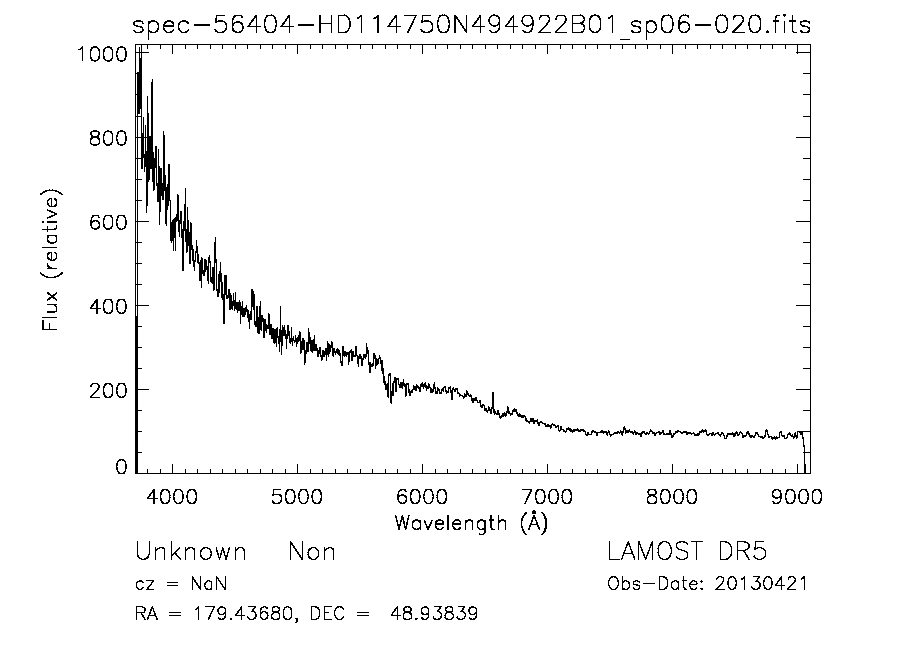 spec-56404-HD114750N494922B01_sp06-020.fits
1000
800
600
400
200
0
Flux (relative)
4000 5000 6000 7000 8000 9000
Wavelength (Å)
Unknown Non LAMOST DR5
cz = NaN Obs-Date: 20130421
RA = 179.43680, DEC = 48.93839